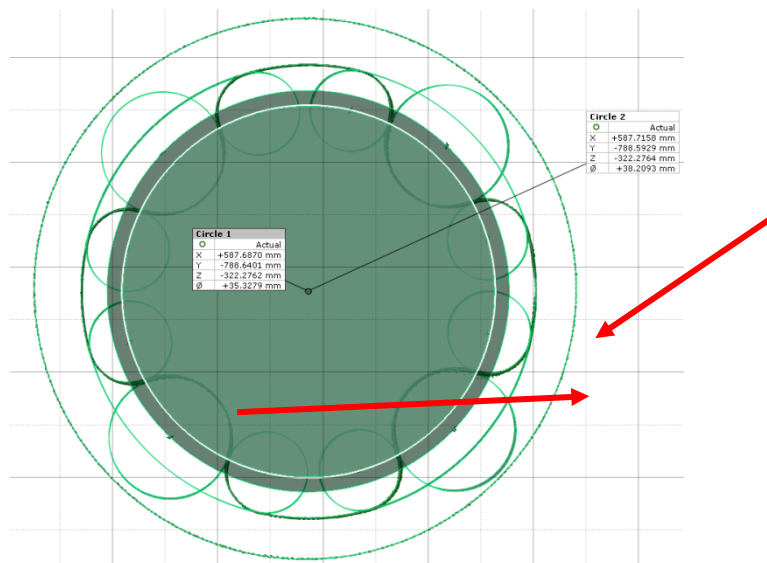 Circle 2
Actual
X +587.7158 mm
Y -788.5929 mm
Z -322.2764 mm
Ø +38.2093 mm
Circle 1
Actual
X +587.6870 mm
Y -788.6401 mm
Z -322.2762 mm
Ø +35.3279 mm